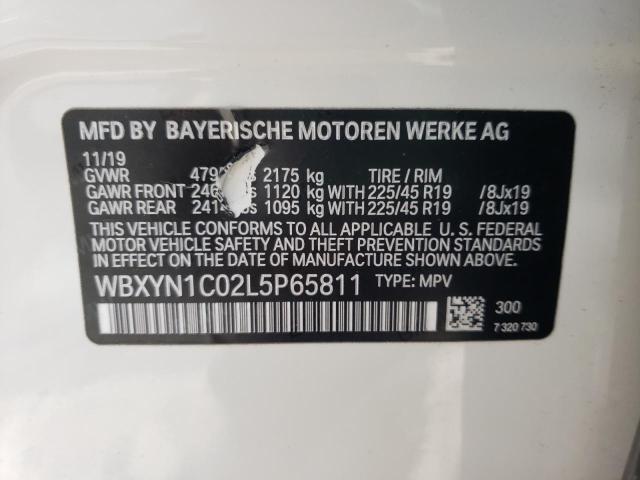 MFD BY BAYERISCHE MOTOREN WERKE AG
11/19
GVWR 2175 kg TIRE / RIM
GAWR FRONT 1120 kg WITH 225/45 R19 /8Jx19
GAWR REAR 1095 kg WITH 225/45 R19 /8Jx19
THIS VEHICLE CONFORMS TO ALL APPLICABLE U. S. FEDERAL
MOTOR VEHICLE SAFETY AND THEFT PREVENTION STANDARDS
IN EFFECT ON THE DATE OF MANUFACTURE SHOWN ABOVE.
WBXYN1C02L5P65811 TYPE: MPV
300
7 320 730